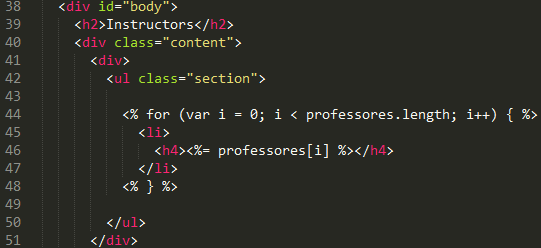 38 <div id="body">
39 <h2>Instructors</h2>
40 <div class="content">
41 <div>
42 <ul class="section">
43
44 <% for (var i = 0; i < professores.length; i++) { %>
45 <li>
46 <h4><%= professores[i] %></h4>
47 </li>
48 <% } %>
49
50 </ul>
51 </div>